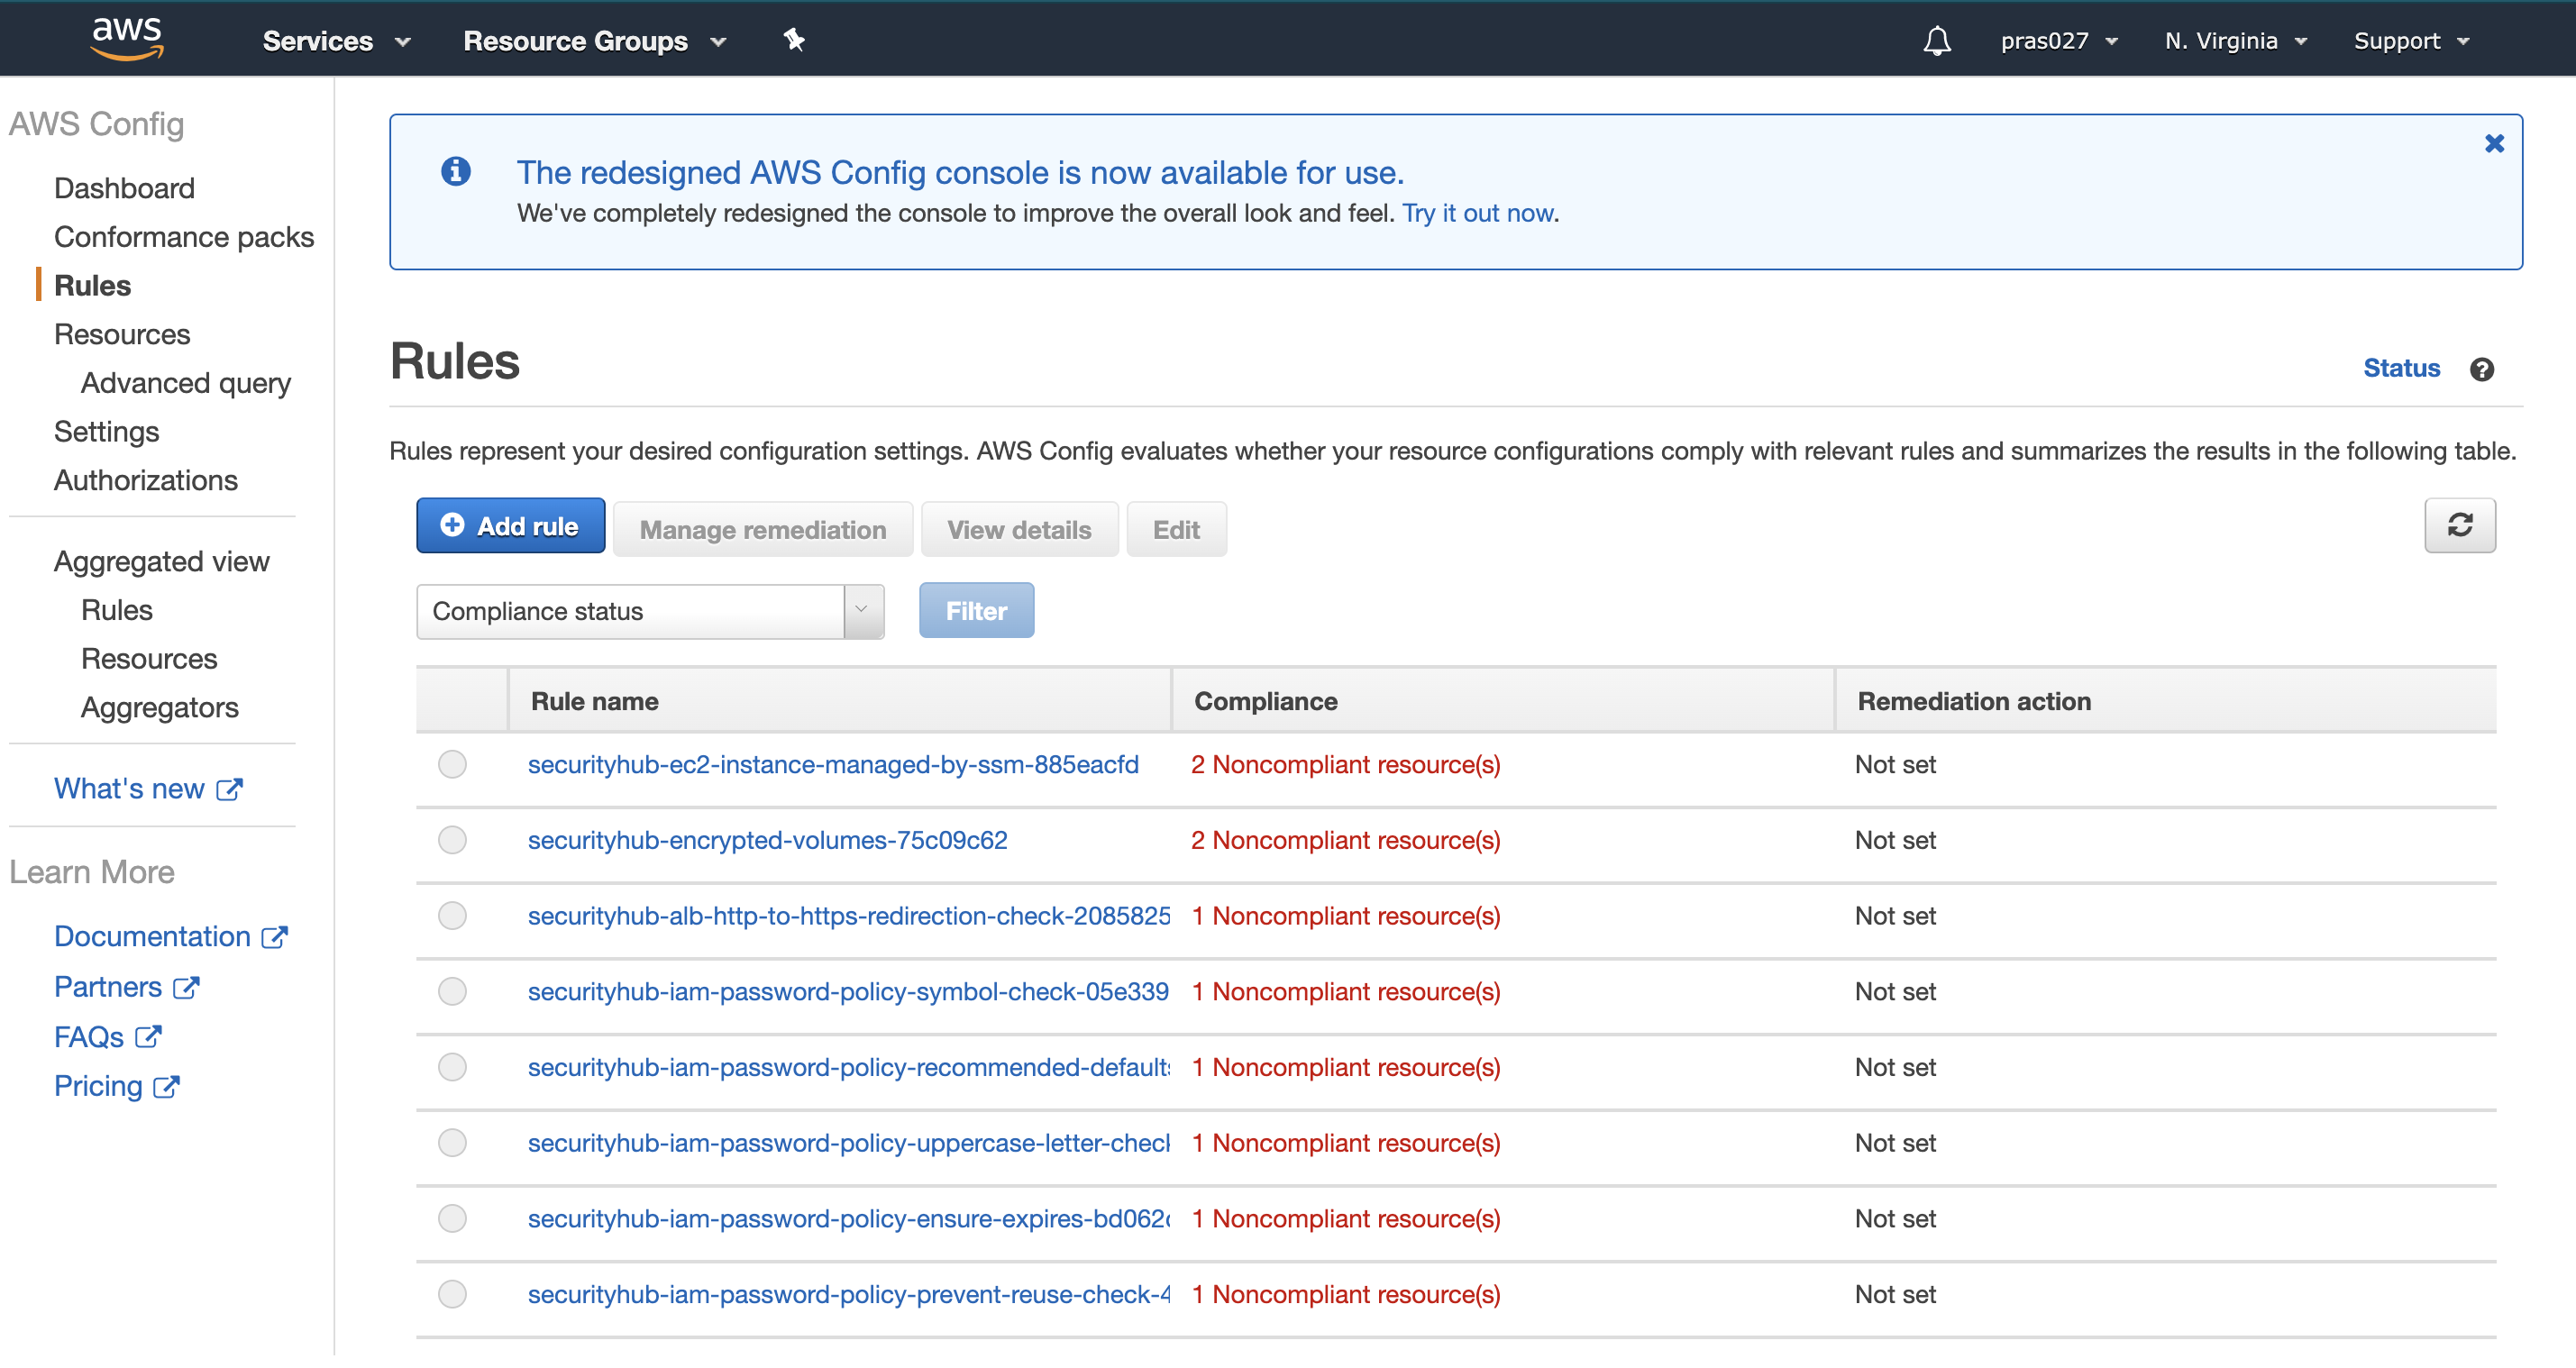 aws Services Resource Groups pras027 N. Virginia Support
AWS Config
Dashboard
Conformance packs
Rules
Resources
Advanced query
Settings
Authorizations
Aggregated view
Rules
Resources
Aggregators
What's new
Learn More
Documentation
Partners
FAQs
Pricing
The redesigned AWS Config console is now available for use.
We've completely redesigned the console to improve the overall look and feel. Try it out now.
Rules
Status
Rules represent your desired configuration settings. AWS Config evaluates whether your resource configurations comply with relevant rules and summarizes the results in the following table.
Add rule Manage remediation View details Edit
Compliance status Filter
Rule name Compliance Remediation action
securityhub-ec2-instance-managed-by-ssm-885eacfd 2 Noncompliant resource(s) Not set
securityhub-encrypted-volumes-75c09c62 2 Noncompliant resource(s) Not set
securityhub-alb-http-to-https-redirection-check-2085825 1 Noncompliant resource(s) Not set
securityhub-iam-password-policy-symbol-check-05e339 1 Noncompliant resource(s) Not set
securityhub-iam-password-policy-recommended-defaults 1 Noncompliant resource(s) Not set
securityhub-iam-password-policy-uppercase-letter-check 1 Noncompliant resource(s) Not set
securityhub-iam-password-policy-ensure-expires-bd062c 1 Noncompliant resource(s) Not set
securityhub-iam-password-policy-prevent-reuse-check-4 1 Noncompliant resource(s) Not set